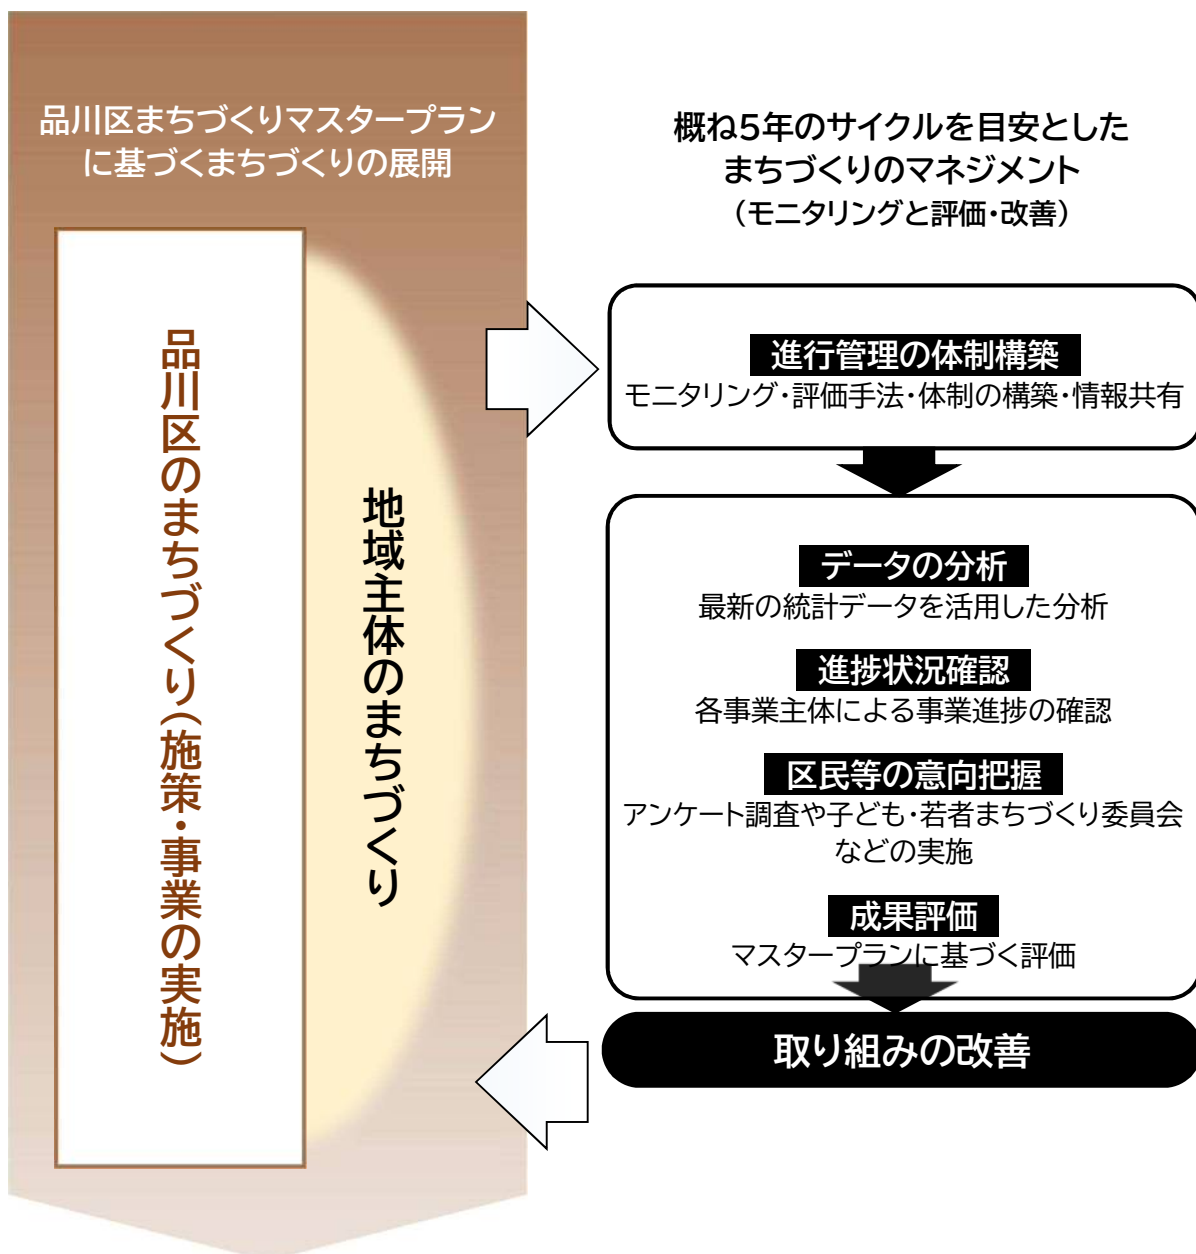 品川区まちづくりマスタープラン
に基づくまちづくりの展開
品川区のまちづくり(施策・事業の実施)
地域主体のまちづくり
概ね5年のサイクルを目安とした
まちづくりのマネジメント
(モニタリングと評価・改善)
進行管理の体制構築
モニタリング・評価手法・体制の構築・情報共有
データの分析
最新の統計データを活用した分析
進捗状況確認
各事業主体による事業進捗の確認
区民等の意向把握
アンケート調査や子ども・若者まちづくり委員会
などの実施
成果評価
マスタープランに基づく評価
取り組みの改善